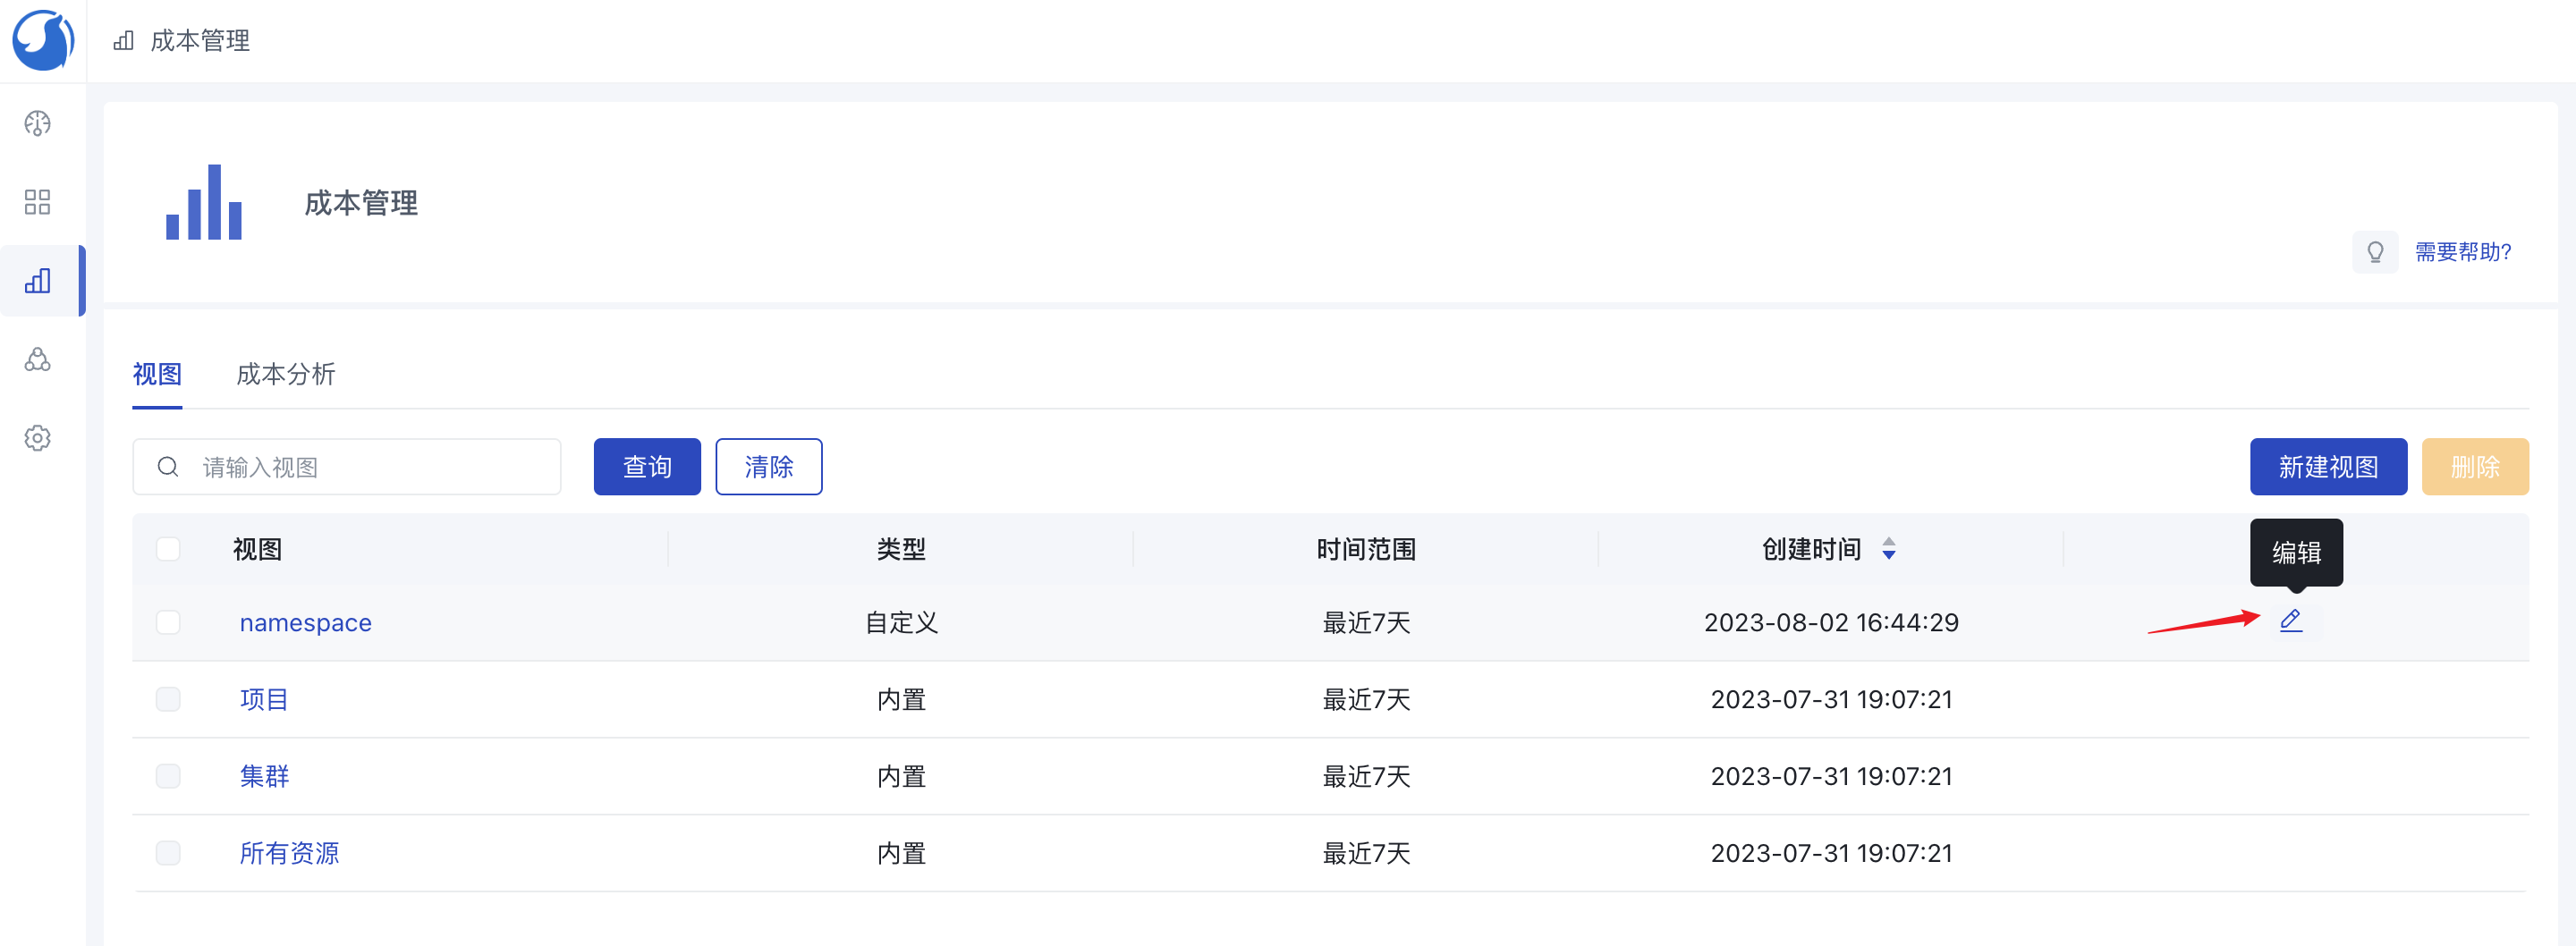 成本管理
成本管理
需要帮助?
视图 成本分析
请输入视图 查询 清除 新建视图 删除
视图 类型 时间范围 创建时间 编辑
namespace 自定义 最近7天 2023-08-02 16:44:29
项目 内置 最近7天 2023-07-31 19:07:21
集群 内置 最近7天 2023-07-31 19:07:21
所有资源 内置 最近7天 2023-07-31 19:07:21